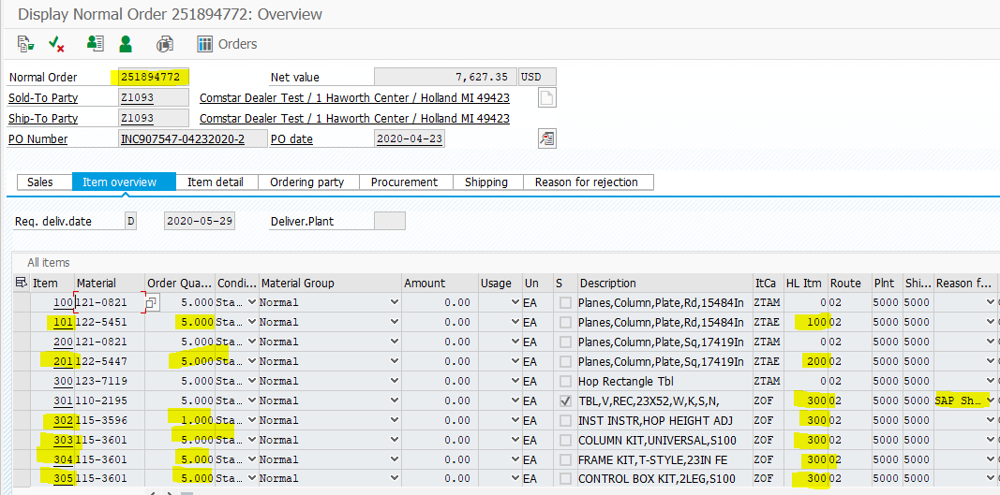 Display Normal Order 251894772: Overview
Orders
Normal Order 251894772 Net value 7,627.35 USD
Sold-To Party Z1093 Comstar Dealer Test / 1 Haworth Center / Holland MI 49423
Ship-To Party Z1093 Comstar Dealer Test / 1 Haworth Center / Holland MI 49423
PO Number INC907547-04232020-2 PO date 2020-04-23
Sales Item overview Item detail Ordering party Procurement Shipping Reason for rejection
Req. deliv.date D 2020-05-29 Deliver.Plant
All items
Item Material Order Qua... Condi... Material Group Amount Usage Un S Description ItCa HL Itm Route Plnt Shi... Reason f...
100 121-0821 5.000 Sta... Normal 0.00 EA Planes,Column,Plate,Rd,15484In ZTAM 0 02 5000 5000
101 122-5451 5.000 Sta... Normal 0.00 EA Planes,Column,Plate,Rd,15484In ZTAE 100 02 5000 5000
200 121-0821 5.000 Sta... Normal 0.00 EA Planes,Column,Plate,Sq,17419In ZTAM 0 02 5000 5000
201 122-5447 5.000 Sta... Normal 0.00 EA Planes,Column,Plate,Sq,17419In ZTAE 200 02 5000 5000
300 123-7119 5.000 Sta... Normal 0.00 EA Hop Rectangle Tbl ZTAM 0 02 5000 5000
301 110-2195 5.000 Sta... Normal 0.00 EA TBL,V,REC,23X52,W,K,S,N, ZOF 300 02 5000 5000 SAP Sh...
302 115-3596 1.000 Sta... Normal 0.00 EA INST INSTR,HOP HEIGHT ADJ ZOF 300 02 5000 5000
303 115-3601 5.000 Sta... Normal 0.00 EA COLUMN KIT,UNIVERSAL,S100 ZOF 300 02 5000 5000
304 115-3601 5.000 Sta... Normal 0.00 EA FRAME KIT,T-STYLE,23IN FE ZOF 300 02 5000 5000
305 115-3601 5.000 Sta... Normal 0.00 EA CONTROL BOX KIT,2LEG,S100 ZOF 300 02 5000 5000